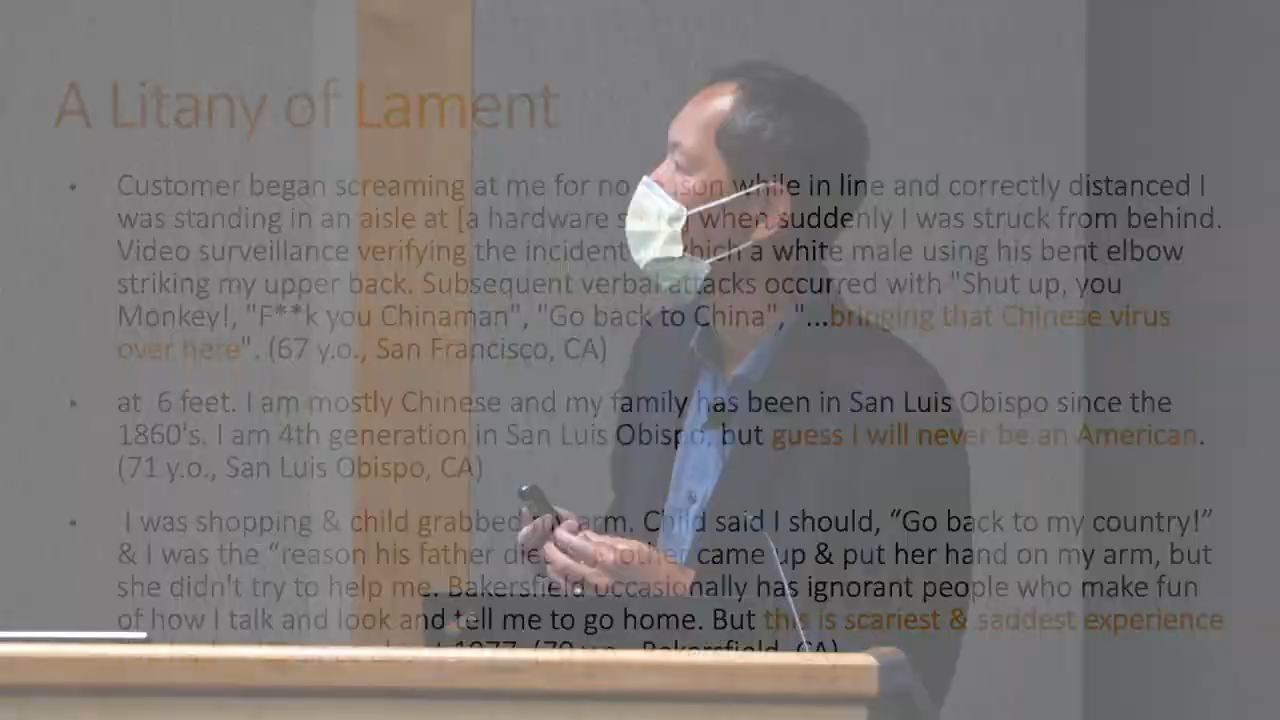 A Litany of Lament
• Customer began screaming at me for no while in line and correctly distanced I
was standing in an aisle at [a hardware when suddenly I was struck from behind.
Video surveillance verifying the incident which a white male using his bent elbow
striking my upper back. Subsequent verbal attacks occurred with "Shut up, you
Monkey!, "F**k you Chinaman", "Go back to China", "...bringing that Chinese virus
over here". (67 y.o., San Francisco, CA)
• at 6 feet. I am mostly Chinese and my family has been in San Luis Obispo since the
1860's. I am 4th generation in San Luis Obispo, but guess I will never be an American.
(71 y.o., San Luis Obispo, CA)
• I was shopping & child grabbed my arm. Child said I should, “Go back to my country!”
& I was the “reason his father came up & put her hand on my arm, but
she didn't try to help me. Bakersfield occasionally has ignorant people who make fun
of how I talk and look and tell me to go home. But this is scariest & saddest experience
1977. (79 y.o., Bakersfield, CA)